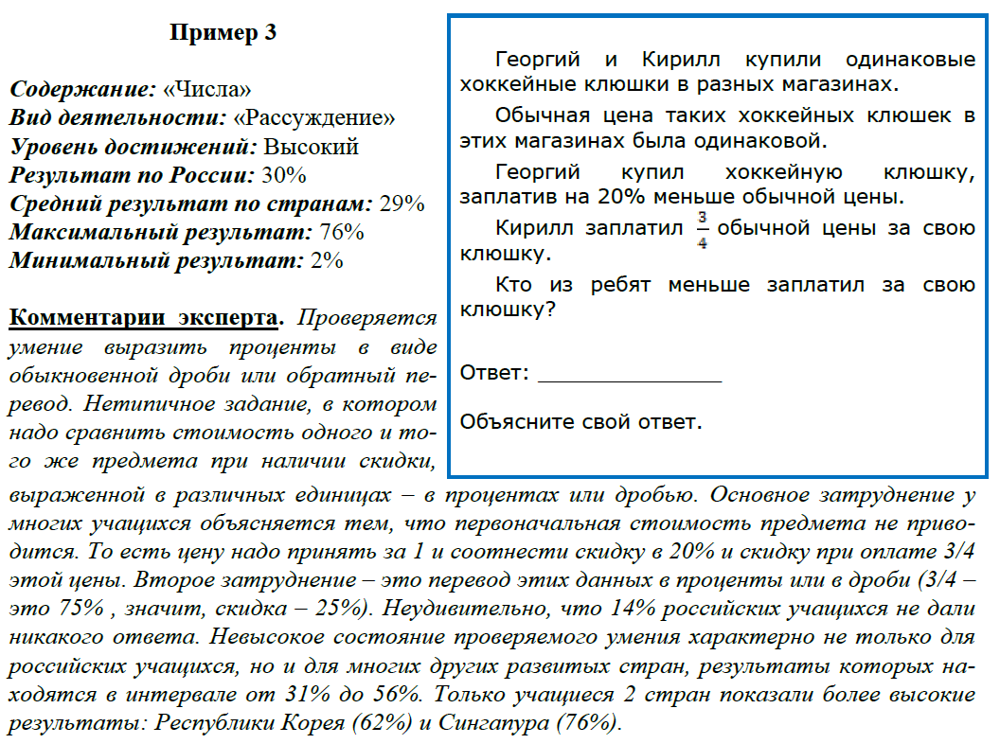 Пример 3
Содержание: «Числа»
Вид деятельности: «Рассуждение»
Уровень достижений: Высокий
Результат по России: 30%
Средний результат по странам: 29%
Максимальный результат: 76%
Минимальный результат: 2%
Комментарии эксперта. Проверяется
умение выразить проценты в виде
обыкновенной дроби или обратный пе-
ревод. Нетипичное задание, в котором
надо сравнить стоимость одного и то-
го же предмета при наличии скидки,
Георгий и Кирилл купили одинаковые
хоккейные клюшки в разных магазинах.
Обычная цена таких хоккейных клюшек в
этих магазинах была одинаковой.
Георгий купил хоккейную клюшку,
заплатив на 20% меньше обычной цены.
Кирилл заплатил 3/4 обычной цены за свою
клюшку.
Кто из ребят меньше заплатил за свою
клюшку?
Ответ: _________________
Объясните свой ответ.
выраженной в различных единицах – в процентах или дробью. Основное затруднение у
многих учащихся объясняется тем, что первоначальная стоимость предмета не приво-
дится. То есть цену надо принять за 1 и соотнести скидку в 20% и скидку при оплате 3/4
этой цены. Второе затруднение – это перевод этих данных в проценты или в дроби (3/4 –
это 75% , значит, скидка – 25%). Неудивительно, что 14% российских учащихся не дали
никакого ответа. Невысокое состояние проверяемого умения характерно не только для
российских учащихся, но и для многих других развитых стран, результаты которых на-
ходятся в интервале от 31% до 56%. Только учащиеся 2 стран показали более высокие
результаты: Республики Корея (62%) и Сингапура (76%).